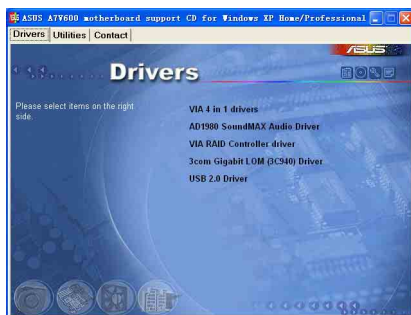 ASUS A7V600 motherboard support CD for Windows XP Home/Professional
Drivers Utilities Contact
ASUS
Drivers
Please select items on the right side.
VIA 4 in 1 drivers
AD1980 SoundMAX Audio Driver
VIA RAID Controller driver
3com Gigabit LOM (3C940) Driver
USB 2.0 Driver